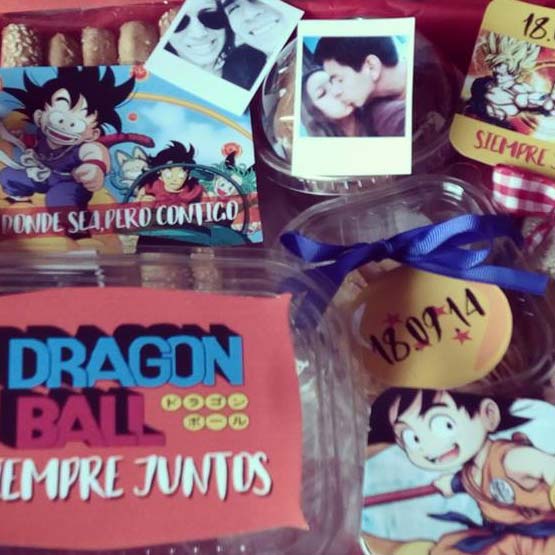 18.
SIEMPRE
DONDE SEA, PERO CONTIGO
18.09.14
DRAGON
BALL
ドラゴン
ボール
SIEMPRE JUNTOS